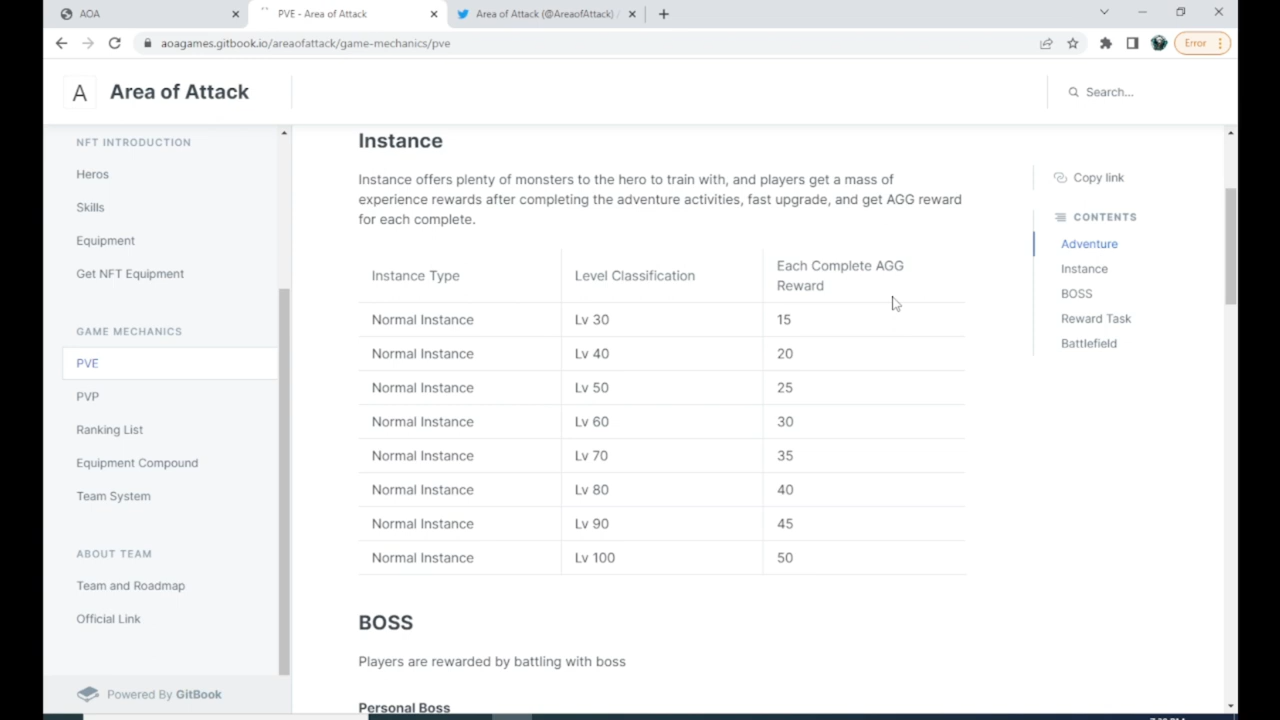 AOA
PVE - Area of Attack
Area of Attack (@AreaofAttack) /
aoagames.gitbook.io/areaofattack/game-mechanics/pve
Error
A
Area of Attack
Search...
NFT INTRODUCTION
Heros
Skills
Equipment
Get NFT Equipment
GAME MECHANICS
PVE
PVP
Ranking List
Equipment Compound
Team System
ABOUT TEAM
Team and Roadmap
Official Link
Powered By GitBook
Instance
Instance offers plenty of monsters to the hero to train with, and players get a mass of
experience rewards after completing the adventure activities, fast upgrade, and get AGG reward
for each complete.
Instance Type Level Classification Each Complete AGG
Reward
Normal Instance Lv 30 15
Normal Instance Lv 40 20
Normal Instance Lv 50 25
Normal Instance Lv 60 30
Normal Instance Lv 70 35
Normal Instance Lv 80 40
Normal Instance Lv 90 45
Normal Instance Lv 100 50
BOSS
Players are rewarded by battling with boss
Personal Boss
Copy link
CONTENTS
Adventure
Instance
BOSS
Reward Task
Battlefield